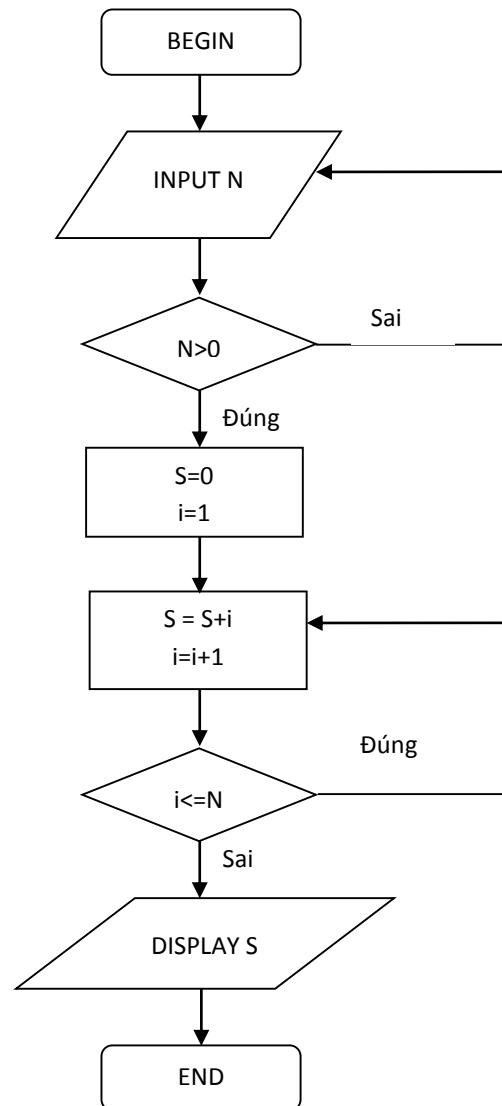 BEGIN
INPUT N
Sai
N>0
Đúng
S=0
i=1
S = S+i
i=i+1
Đúng
i<=N
Sai
DISPLAY S
END